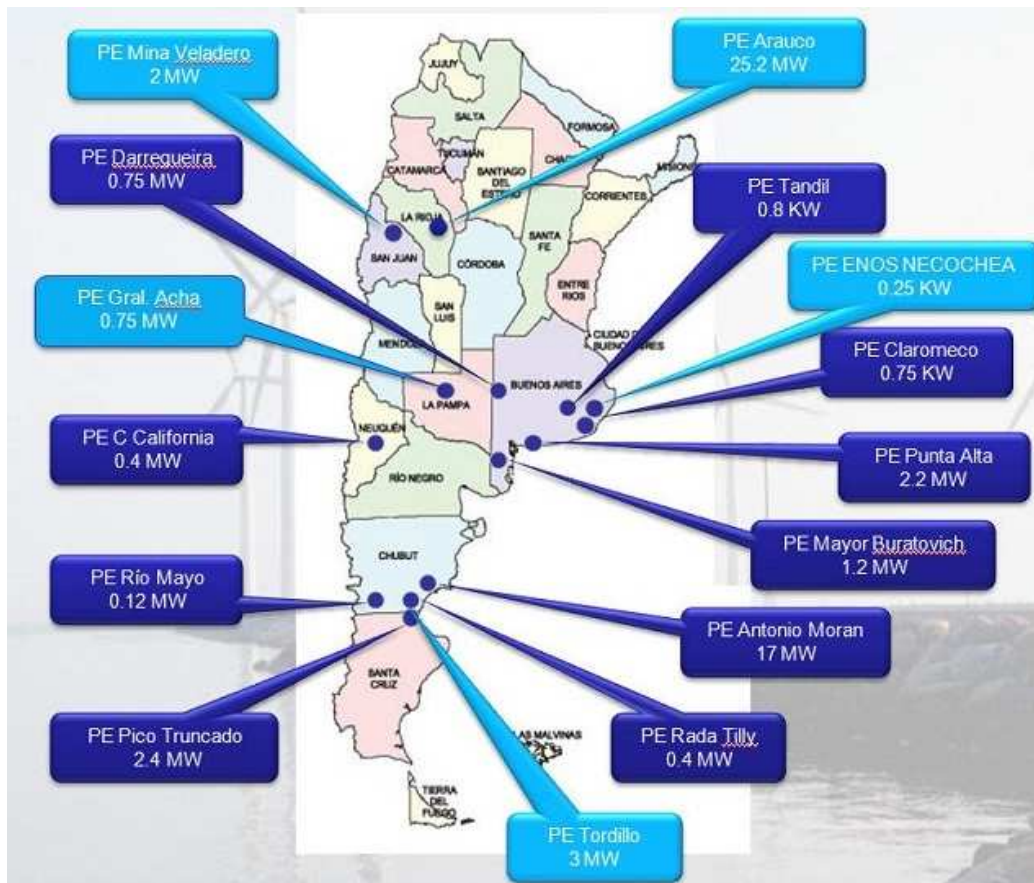 PE Mina Veladero
2 MW
PE Arauco
25.2 MW
PE Darregueira
0.75 MW
PE Tandil
0.8 KW
PE Gral. Acha
0.75 MW
PE ENOS NECOCHEA
0.25 KW
PE Claromeco
0.75 KW
PE C California
0.4 MW
PE Punta Alta
2.2 MW
PE Mayor Buratovich
1.2 MW
PE Río Mayo
0.12 MW
PE Antonio Moran
17 MW
PE Pico Truncado
2.4 MW
PE Rada Tilly
0.4 MW
PE Tordillo
3 MW
JUJUY
SALTA
FORMOSA
TUCUMÁN
CATAMARCA
SANTIAGO
DEL
ESTERO
CHA
MISIONE
CORRIENTES
LA RIOJA
SANTA
FE
SAN JUAN
CÓRDOBA
ENTRE
RIOS
SAN
LUIS
MENDOZ
CIUDAD DE
BUENOS AIRES
BUENOS AIRES
LA PAMPA
NEUQUÉN
RÍO NEGRO
CHUBUT
SANTA
CRUZ
LAS MALVINAS
TIERRA
DEL
FUEGO